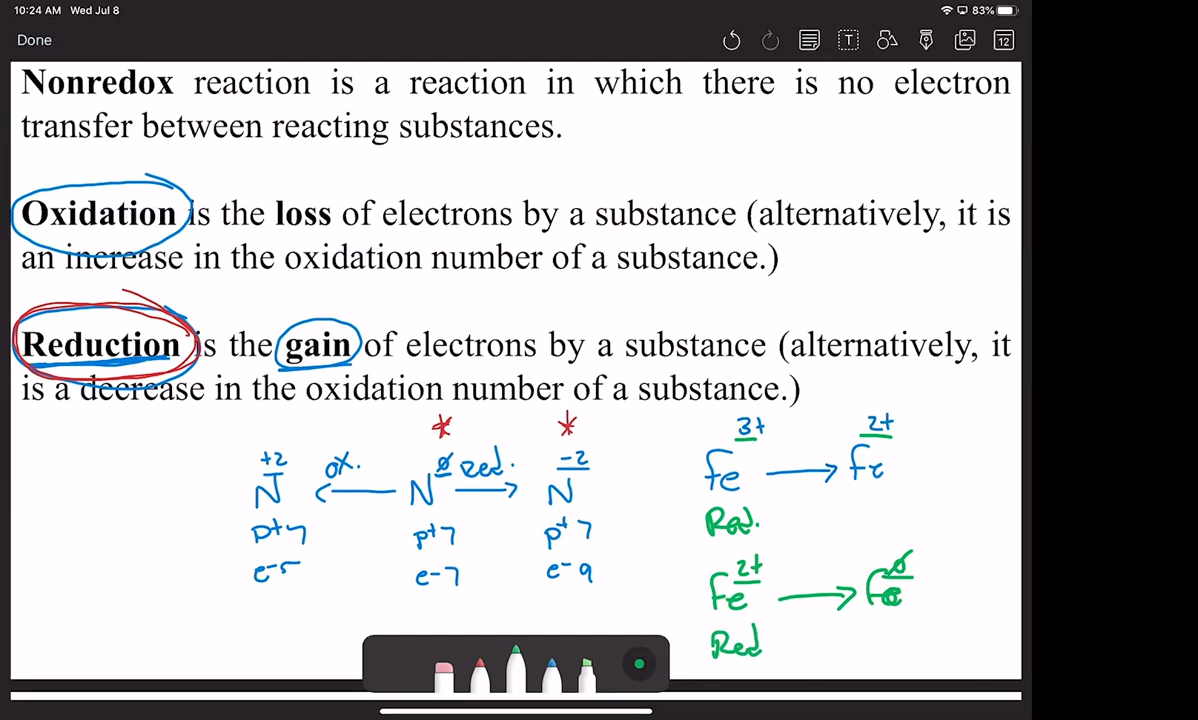 10:24 AM Wed Jul 8
83%
Done
T
12
Nonredox reaction is a reaction in which there is no electron
transfer between reacting substances.
Oxidation is the loss of electrons by a substance (alternatively, it is
an increase in the oxidation number of a substance.)
Reduction is the gain of electrons by a substance (alternatively, it
is a decrease in the oxidation number of a substance.)
* * 3+ 2+
+2 ox. 0 Red. -2
N ← N → N Fe → Fe
p+7 p+7 p+7 Red.
e-5 e-7 e-9
2+ 0
Fe → Fe
Red